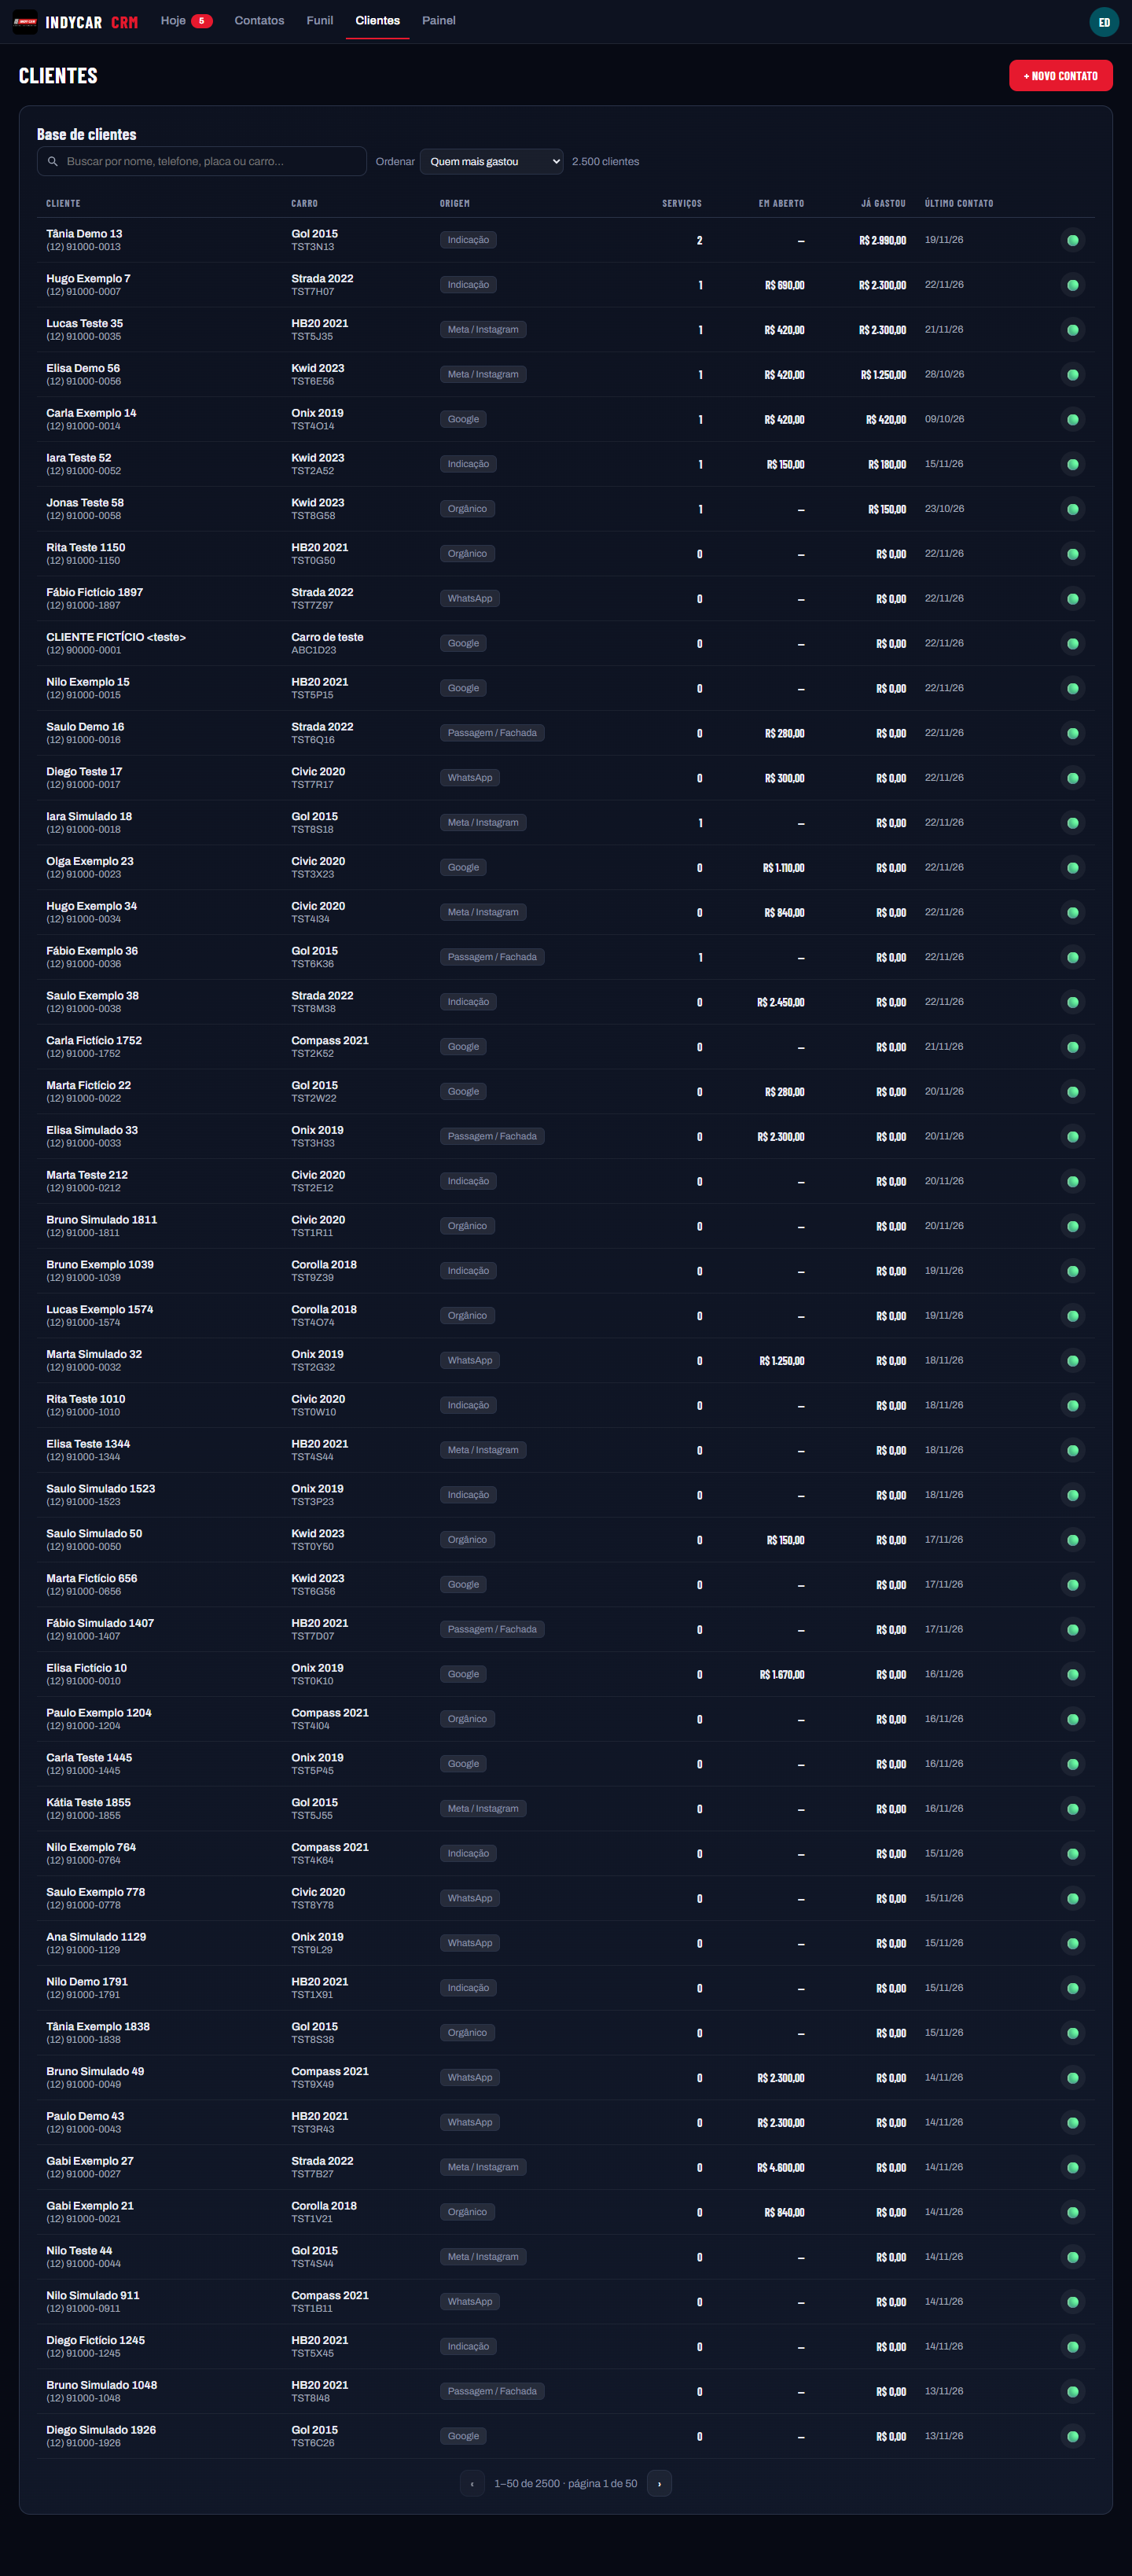 INDYCAR CRM Hoje 5 Contatos Funil Clientes Painel ED
CLIENTES + NOVO CONTATO
Base de clientes
Buscar por nome, telefone, placa ou carro... Ordenar Quem mais gastou 2.500 clientes
CLIENTE CARRO ORIGEM SERVIÇOS EM ABERTO JÁ GASTOU ÚLTIMO CONTATO
Tânia Demo 13 Gol 2015 Indicação 2 – R$ 2.990,00 19/11/26
(12) 91000-0013 TST3N13
Hugo Exemplo 7 Strada 2022 Indicação 1 R$ 690,00 R$ 2.300,00 22/11/26
(12) 91000-0007 TST7H07
Lucas Teste 35 HB20 2021 Meta / Instagram 1 R$ 420,00 R$ 2.300,00 21/11/26
(12) 91000-0035 TST5J35
Elisa Demo 56 Kwid 2023 Meta / Instagram 1 R$ 420,00 R$ 1.250,00 28/10/26
(12) 91000-0056 TST6E56
Carla Exemplo 14 Onix 2019 Google 1 R$ 420,00 R$ 420,00 09/10/26
(12) 91000-0014 TST4O14
Iara Teste 52 Kwid 2023 Indicação 1 R$ 150,00 R$ 180,00 15/11/26
(12) 91000-0052 TST2A52
Jonas Teste 58 Kwid 2023 Orgânico 1 – R$ 150,00 23/10/26
(12) 91000-0058 TST8G58
Rita Teste 1150 HB20 2021 Orgânico 0 – R$ 0,00 22/11/26
(12) 91000-1150 TST0G50
Fábio Fictício 1897 Strada 2022 WhatsApp 0 – R$ 0,00 22/11/26
(12) 91000-1897 TST7Z97
CLIENTE FICTÍCIO <teste> Carro de teste Google 0 – R$ 0,00 22/11/26
(12) 90000-0001 ABC1D23
Nilo Exemplo 15 HB20 2021 Google 0 – R$ 0,00 22/11/26
(12) 91000-0015 TST5P15
Saulo Demo 16 Strada 2022 Passagem / Fachada 0 R$ 280,00 R$ 0,00 22/11/26
(12) 91000-0016 TST6Q16
Diego Teste 17 Civic 2020 WhatsApp 0 R$ 300,00 R$ 0,00 22/11/26
(12) 91000-0017 TST7R17
Iara Simulado 18 Gol 2015 Meta / Instagram 1 – R$ 0,00 22/11/26
(12) 91000-0018 TST8S18
Olga Exemplo 23 Civic 2020 Google 0 R$ 1.110,00 R$ 0,00 22/11/26
(12) 91000-0023 TST3X23
Hugo Exemplo 34 Civic 2020 Meta / Instagram 0 R$ 840,00 R$ 0,00 22/11/26
(12) 91000-0034 TST4I34
Fábio Exemplo 36 Gol 2015 Passagem / Fachada 1 – R$ 0,00 22/11/26
(12) 91000-0036 TST6K36
Saulo Exemplo 38 Strada 2022 Indicação 0 R$ 2.450,00 R$ 0,00 22/11/26
(12) 91000-0038 TST8M38
Carla Fictício 1752 Compass 2021 Google 0 – R$ 0,00 21/11/26
(12) 91000-1752 TST2K52
Marta Fictício 22 Gol 2015 Google 0 R$ 280,00 R$ 0,00 20/11/26
(12) 91000-0022 TST2W22
Elisa Simulado 33 Onix 2019 Passagem / Fachada 0 R$ 2.300,00 R$ 0,00 20/11/26
(12) 91000-0033 TST3H33
Marta Teste 212 Civic 2020 Indicação 0 – R$ 0,00 20/11/26
(12) 91000-0212 TST2E12
Bruno Simulado 1811 Civic 2020 Orgânico 0 – R$ 0,00 20/11/26
(12) 91000-1811 TST1R11
Bruno Exemplo 1039 Corolla 2018 Indicação 0 – R$ 0,00 19/11/26
(12) 91000-1039 TST9Z39
Lucas Exemplo 1574 Corolla 2018 Orgânico 0 – R$ 0,00 19/11/26
(12) 91000-1574 TST4O74
Marta Simulado 32 Onix 2019 WhatsApp 0 R$ 1.250,00 R$ 0,00 18/11/26
(12) 91000-0032 TST2G32
Rita Teste 1010 Civic 2020 Indicação 0 – R$ 0,00 18/11/26
(12) 91000-1010 TST0W10
Elisa Teste 1344 HB20 2021 Meta / Instagram 0 – R$ 0,00 18/11/26
(12) 91000-1344 TST4S44
Saulo Simulado 1523 Onix 2019 Indicação 0 – R$ 0,00 18/11/26
(12) 91000-1523 TST3P23
Saulo Simulado 50 Kwid 2023 Orgânico 0 R$ 150,00 R$ 0,00 17/11/26
(12) 91000-0050 TST0Y50
Marta Fictício 656 Kwid 2023 Google 0 – R$ 0,00 17/11/26
(12) 91000-0656 TST6G56
Fábio Simulado 1407 HB20 2021 Passagem / Fachada 0 – R$ 0,00 17/11/26
(12) 91000-1407 TST7D07
Elisa Fictício 10 Onix 2019 Google 0 R$ 1.670,00 R$ 0,00 16/11/26
(12) 91000-0010 TST0K10
Paulo Exemplo 1204 Compass 2021 Orgânico 0 – R$ 0,00 16/11/26
(12) 91000-1204 TST4I04
Carla Teste 1445 Onix 2019 Google 0 – R$ 0,00 16/11/26
(12) 91000-1445 TST5P45
Kátia Teste 1855 Gol 2015 Meta / Instagram 0 – R$ 0,00 16/11/26
(12) 91000-1855 TST5J55
Nilo Exemplo 764 Compass 2021 Indicação 0 – R$ 0,00 15/11/26
(12) 91000-0764 TST4K64
Saulo Exemplo 778 Civic 2020 WhatsApp 0 – R$ 0,00 15/11/26
(12) 91000-0778 TST8Y78
Ana Simulado 1129 Onix 2019 WhatsApp 0 – R$ 0,00 15/11/26
(12) 91000-1129 TST9L29
Nilo Demo 1791 HB20 2021 Indicação 0 – R$ 0,00 15/11/26
(12) 91000-1791 TST1X91
Tânia Exemplo 1838 Gol 2015 Orgânico 0 – R$ 0,00 15/11/26
(12) 91000-1838 TST8S38
Bruno Simulado 49 Compass 2021 WhatsApp 0 R$ 2.300,00 R$ 0,00 14/11/26
(12) 91000-0049 TST9X49
Paulo Demo 43 HB20 2021 WhatsApp 0 R$ 2.300,00 R$ 0,00 14/11/26
(12) 91000-0043 TST3R43
Gabi Exemplo 27 Strada 2022 Meta / Instagram 0 R$ 4.600,00 R$ 0,00 14/11/26
(12) 91000-0027 TST7B27
Gabi Exemplo 21 Corolla 2018 Orgânico 0 R$ 840,00 R$ 0,00 14/11/26
(12) 91000-0021 TST1V21
Nilo Teste 44 Gol 2015 Meta / Instagram 0 – R$ 0,00 14/11/26
(12) 91000-0044 TST4S44
Nilo Simulado 911 Compass 2021 WhatsApp 0 – R$ 0,00 14/11/26
(12) 91000-0911 TST1B11
Diego Fictício 1245 HB20 2021 Indicação 0 – R$ 0,00 14/11/26
(12) 91000-1245 TST5X45
Bruno Simulado 1048 HB20 2021 Passagem / Fachada 0 – R$ 0,00 13/11/26
(12) 91000-1048 TST8I48
Diego Simulado 1926 Gol 2015 Google 0 – R$ 0,00 13/11/26
(12) 91000-1926 TST6C26
‹ 1–50 de 2500 · página 1 de 50 ›